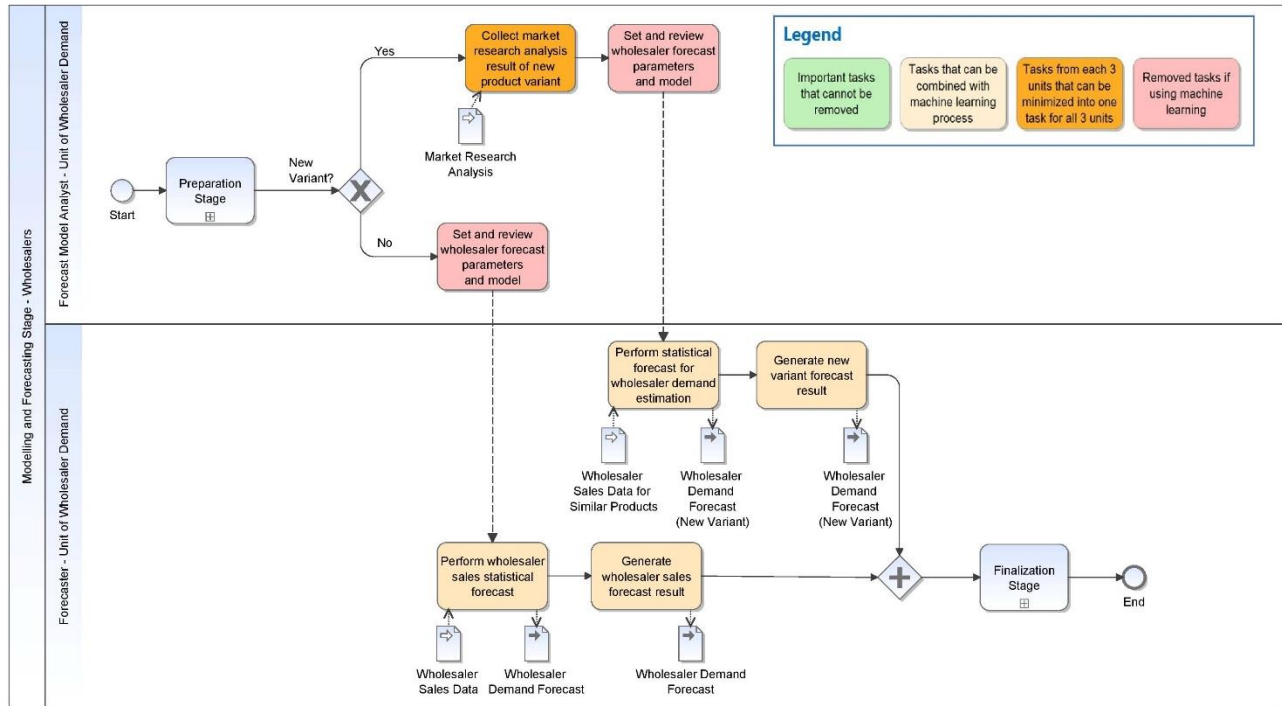 Modelling and Forecasting Stage - Wholesalers
Forecast Model Analyst - Unit of Wholesaler Demand
Start
Preparation
Stage
New
Variant?
Yes
No
Collect market
research analysis
result of new
product variant
Market Research
Analysis
Set and review
wholesaler forecast
parameters
and model
Set and review
wholesaler forecast
parameters
and model
Legend
Important tasks
that cannot be
removed
Tasks that can be
combined with
machine learning
process
Tasks from each 3
units that can be
minimized into one
task for all 3 units
Removed tasks if
using machine
learning
Forecaster - Unit of Wholesaler Demand
Perform statistical
forecast for
wholesaler demand
estimation
Generate new
variant forecast
result
Wholesaler
Sales Data for
Similar Products
Wholesaler
Demand
Forecast
(New Variant)
Wholesaler
Demand
Forecast
(New Variant)
Perform wholesaler
sales statistical
forecast
Generate
wholesaler sales
forecast result
Wholesaler
Sales Data
Wholesaler
Demand Forecast
Wholesaler Demand
Forecast
Finalization
Stage
End